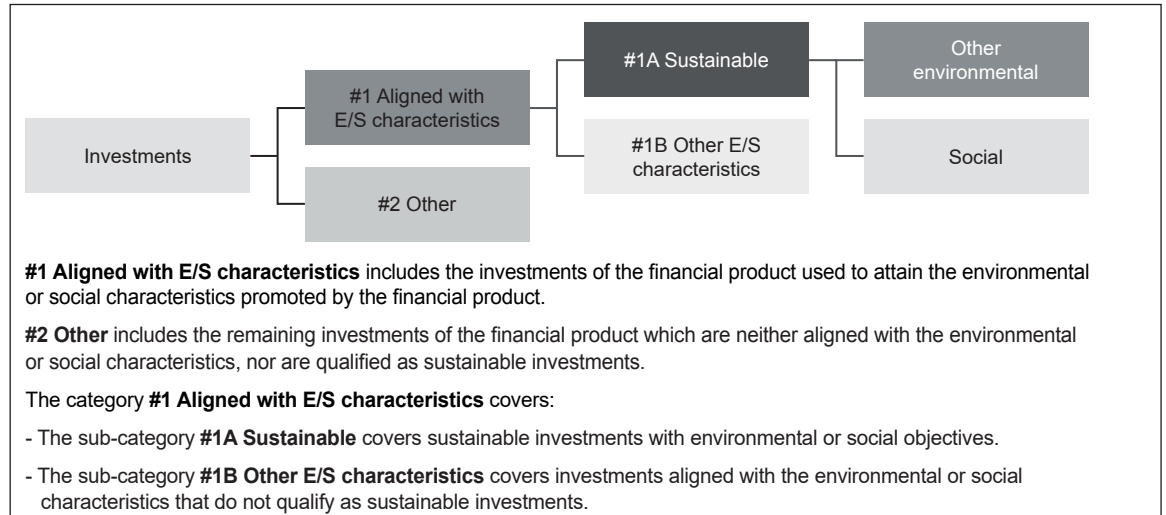 Investments
#1 Aligned with
E/S characteristics
#2 Other
#1A Sustainable
#1B Other E/S
characteristics
Other
environmental
Social
#1 Aligned with E/S characteristics includes the investments of the financial product used to attain the environmental
or social characteristics promoted by the financial product.
#2 Other includes the remaining investments of the financial product which are neither aligned with the environmental
or social characteristics, nor are qualified as sustainable investments.
The category #1 Aligned with E/S characteristics covers:
- The sub-category #1A Sustainable covers sustainable investments with environmental or social objectives.
- The sub-category #1B Other E/S characteristics covers investments aligned with the environmental or social
characteristics that do not qualify as sustainable investments.